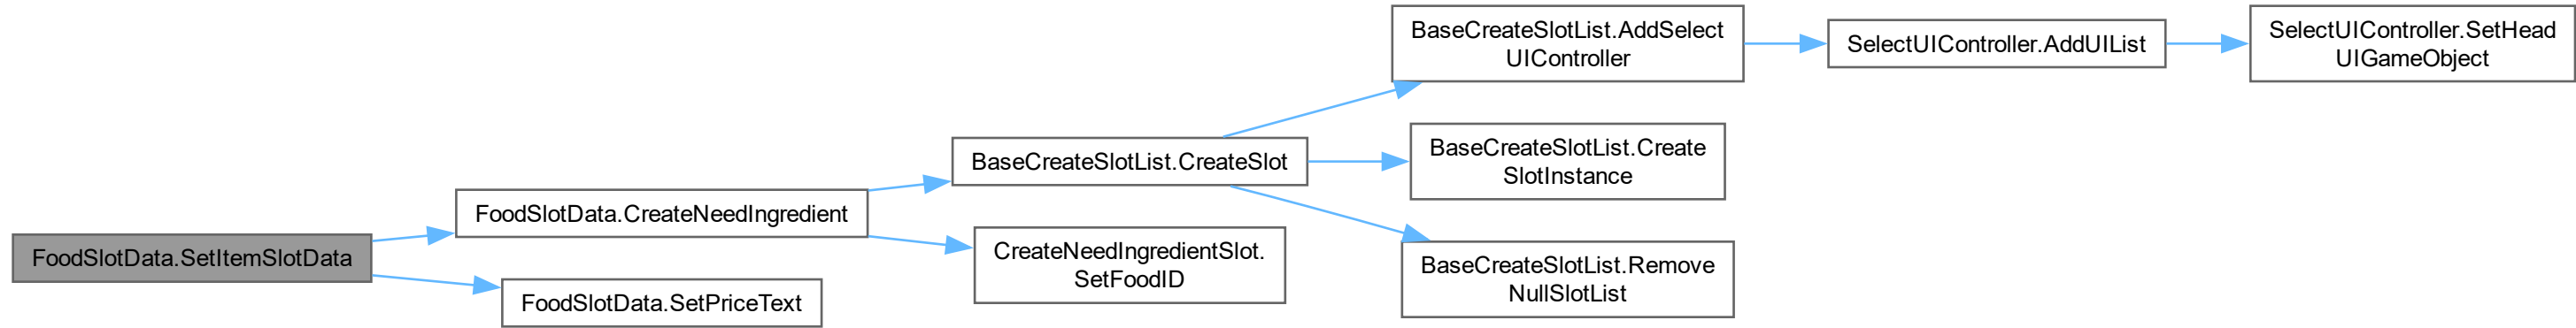 FoodSlotData.SetItemSlotData
FoodSlotData.CreateNeedIngredient
FoodSlotData.SetPriceText
BaseCreateSlotList.CreateSlot
CreateNeedIngredientSlot.
SetFoodID
BaseCreateSlotList.AddSelect
UIController
BaseCreateSlotList.Create
SlotInstance
BaseCreateSlotList.Remove
NullSlotList
SelectUIController.AddUIList
SelectUIController.SetHead
UIGameObject